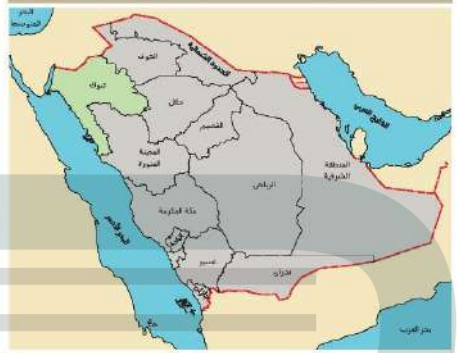 البحر
المتوسط
الحدود الشمالية
الجوف
تبوك
حائل
القصيم
الخليج العربي
المدينة
المنورة
المنطقة
الشرقية
الرياض
مكة المكرمة
البحر الأحمر
الباحة
عسير
نجران
بحر العرب